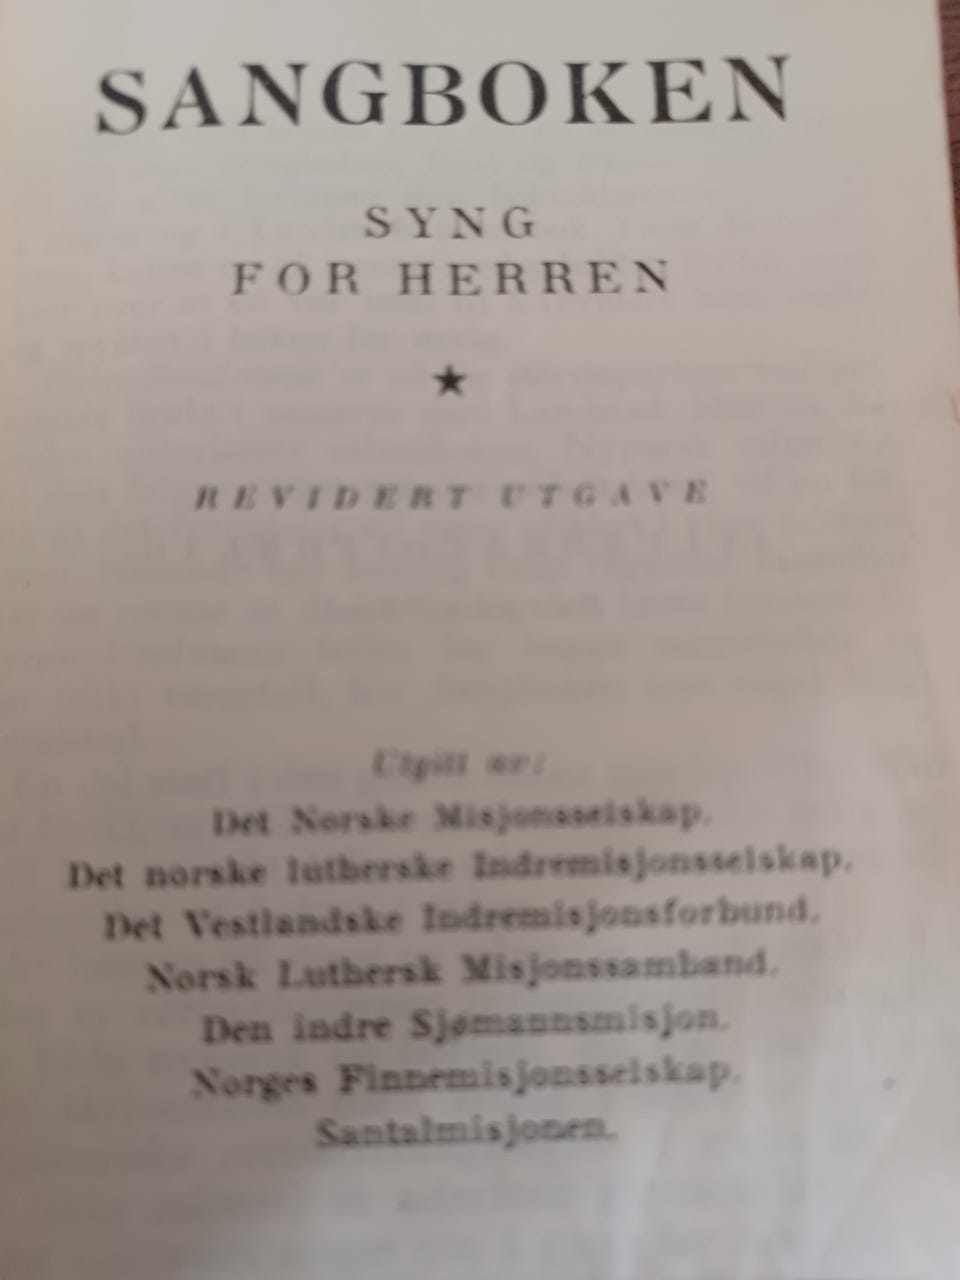 SANGBOKEN
SYNG
FOR HERREN
★
REVIDERT UTGAVE
Utgitt av:
Det Norske Misjonsselskap.
Det norske lutherske Indremisjonsselskap.
Det Vestlandske Indremisjonsforbund.
Norsk Luthersk Misjonssamband.
Den indre Sjømannsmisjon.
Norges Finnemisjonsselskap.
Santalmisjonen.